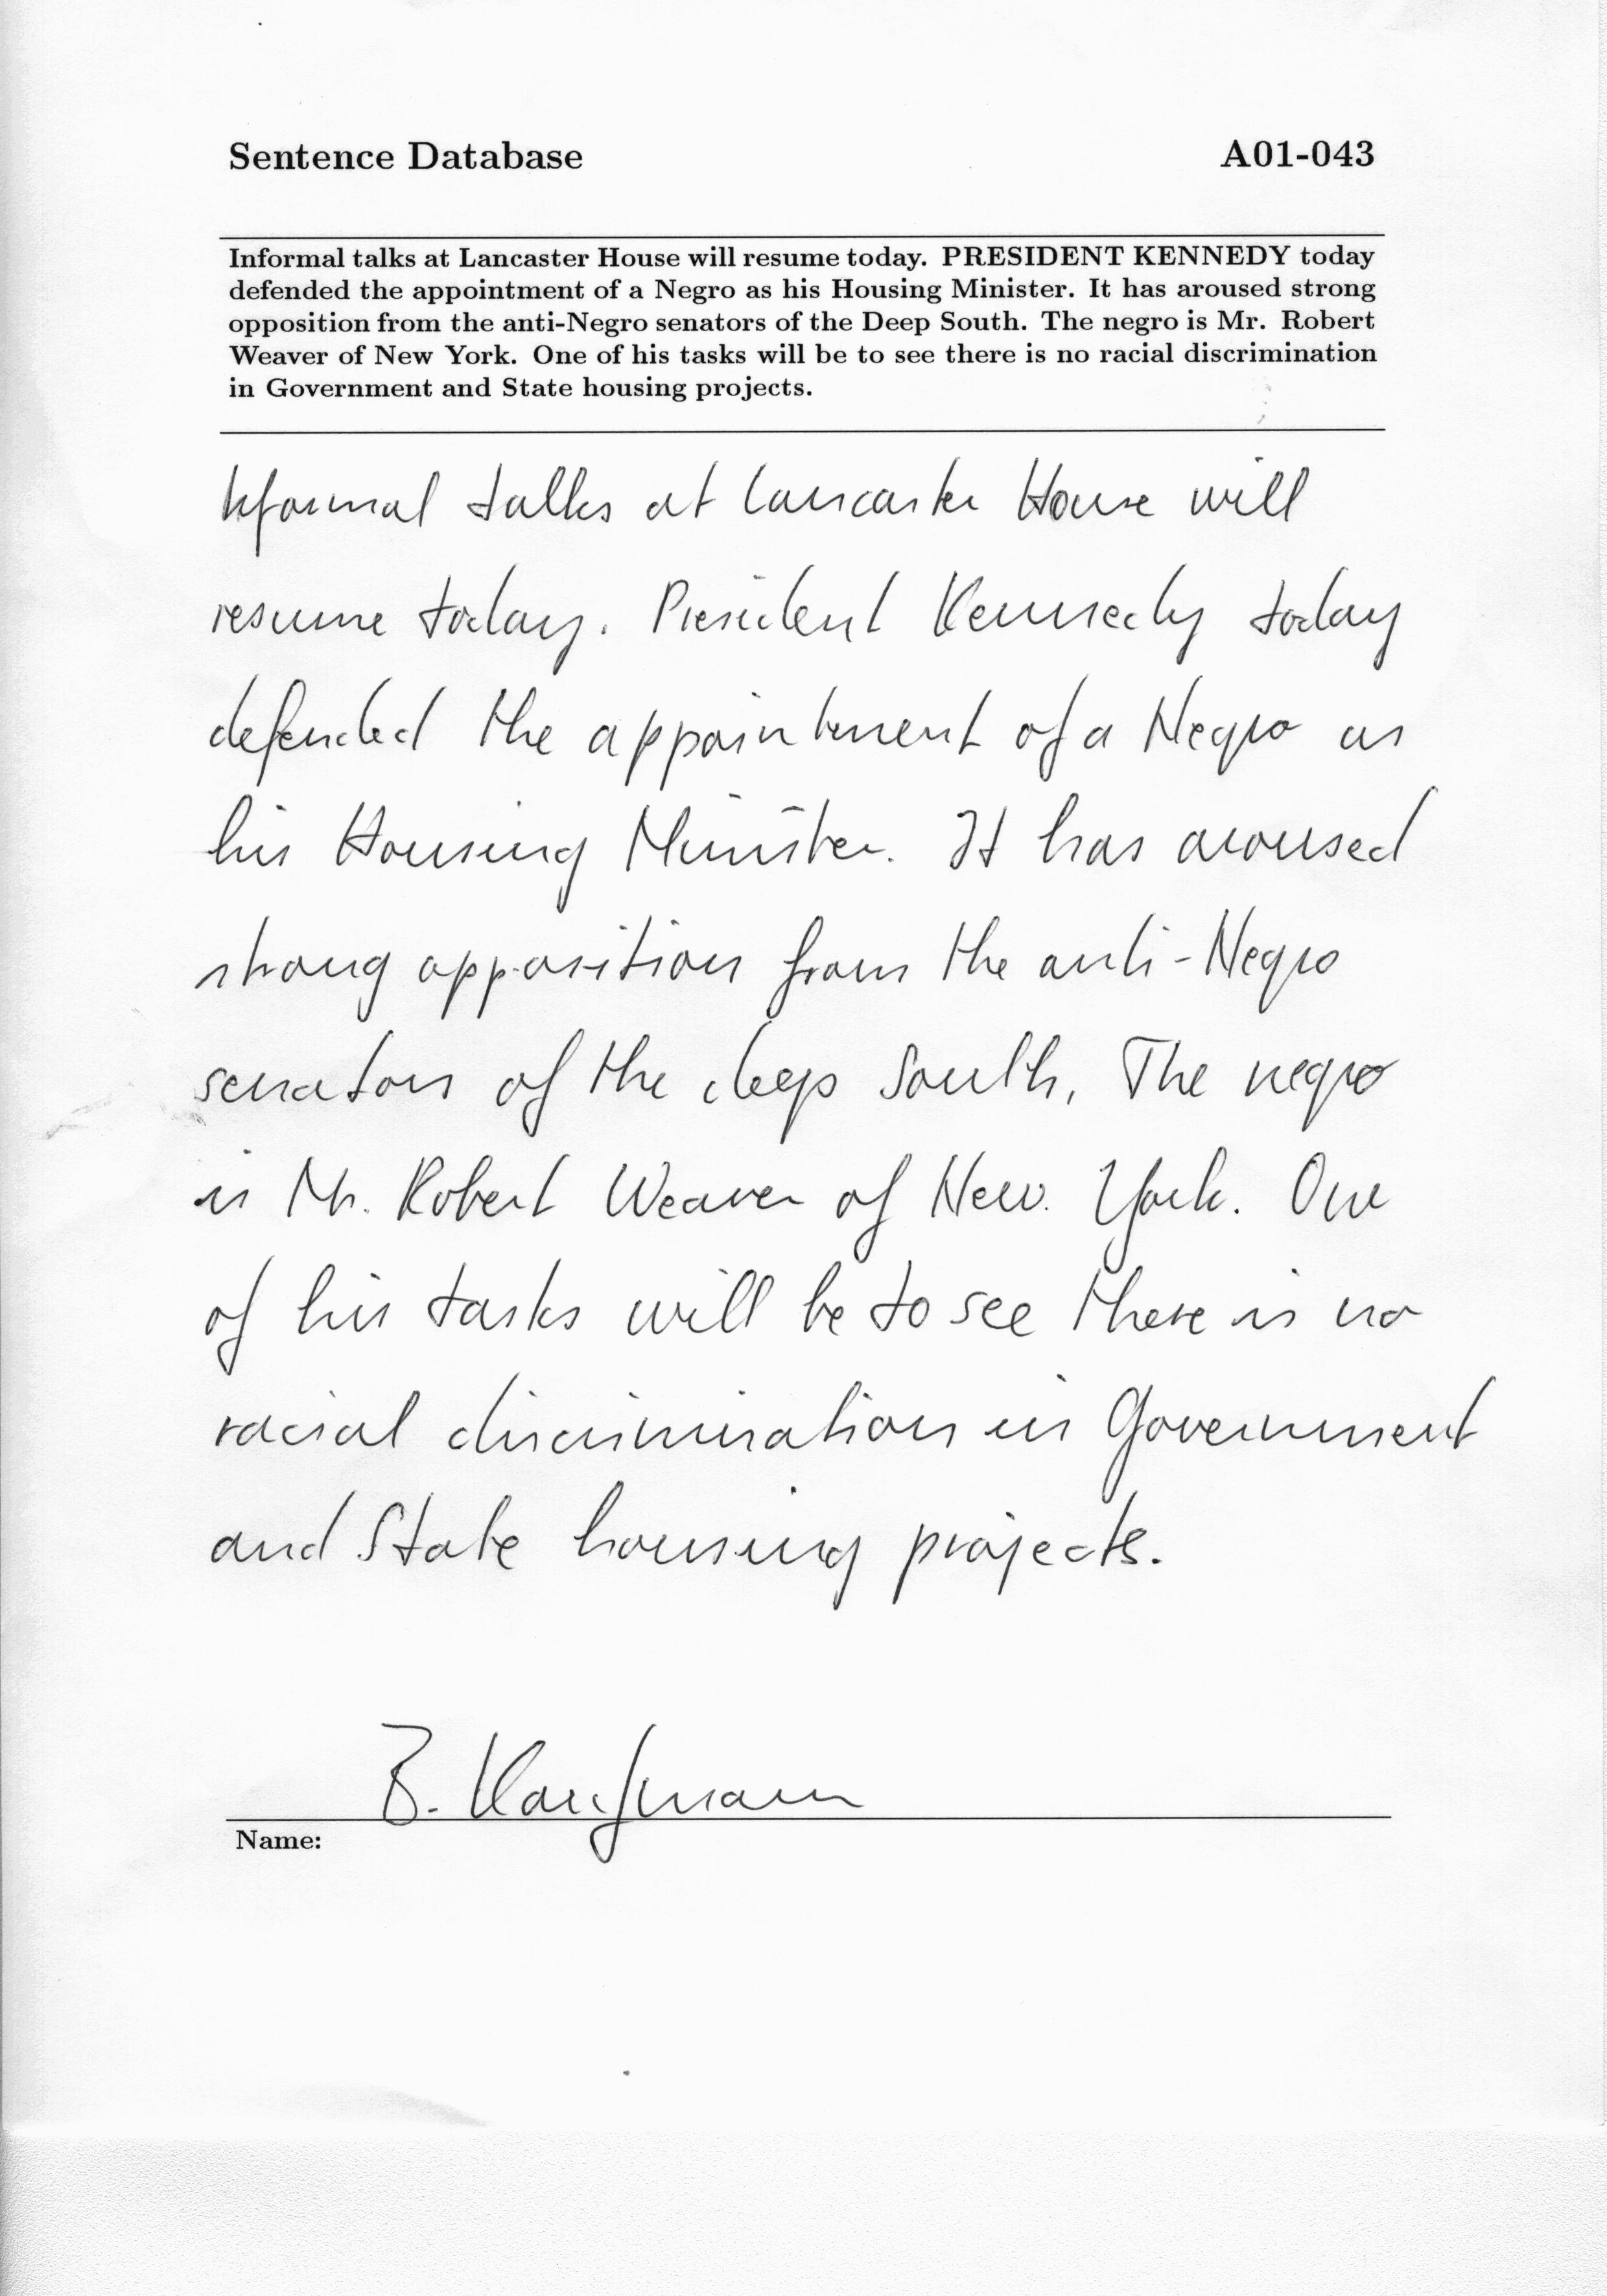 Sentence Database A01-043
Informal talks at Lancaster House will resume today. PRESIDENT KENNEDY today
defended the appointment of a Negro as his Housing Minister. It has aroused strong
opposition from the anti-Negro senators of the Deep South. The negro is Mr. Robert
Weaver of New York. One of his tasks will be to see there is no racial discrimination
in Government and State housing projects.
Informal talks at Lancaster House will
resume today. President Kennedy today
defended the appointment of a Negro as
his Housing Minister. It has aroused
strong opposition from the anti-Negro
senators of the deep South, The negro
is Mr. Robert Weaver of New. York. One
of his tasks will be to see there is no
racial discrimination in Government
and State housing projects.
B. Kaufmann
Name: